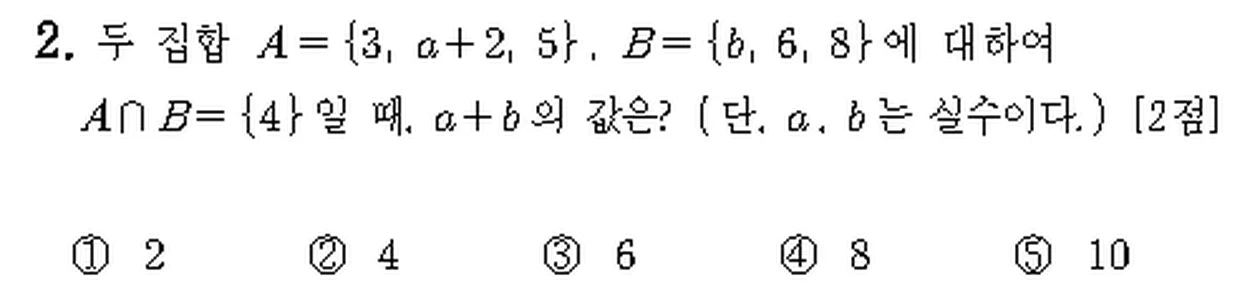 2. 두 집합 A = {3, a+2, 5}, B = {b, 6, 8}에 대하여
A∩B = {4}일 때, a+b의 값은? (단, a, b는 실수이다.) [2점]
① 2 ② 4 ③ 6 ④ 8 ⑤ 10